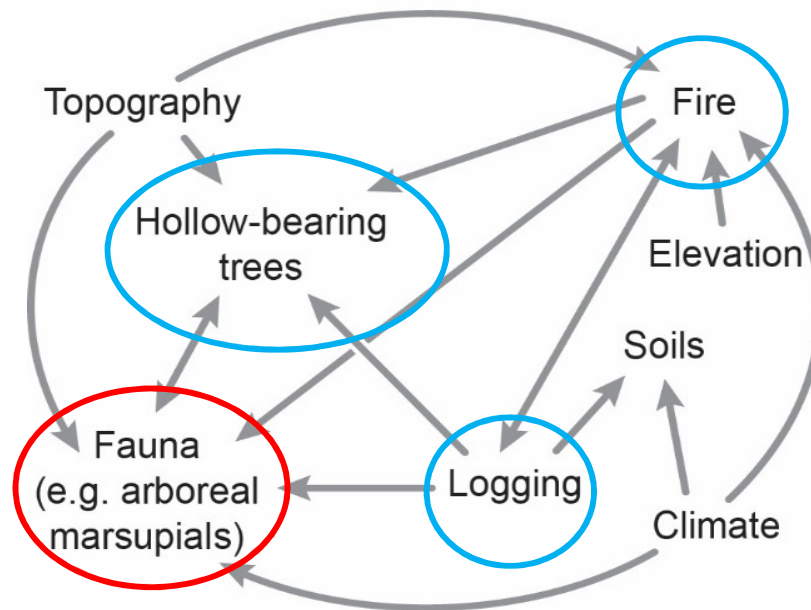 Topography
Fire
Hollow-bearing
trees
Elevation
Soils
Fauna
(e.g. arboreal
marsupials)
Logging
Climate